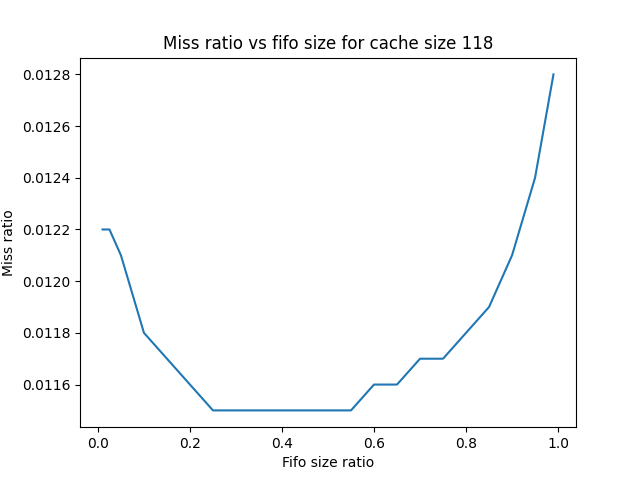 Miss ratio vs fifo size for cache size 118
0.0128
0.0126
0.0124
0.0122
0.0120
0.0118
0.0116
Miss ratio
0.0 0.2 0.4 0.6 0.8 1.0
Fifo size ratio